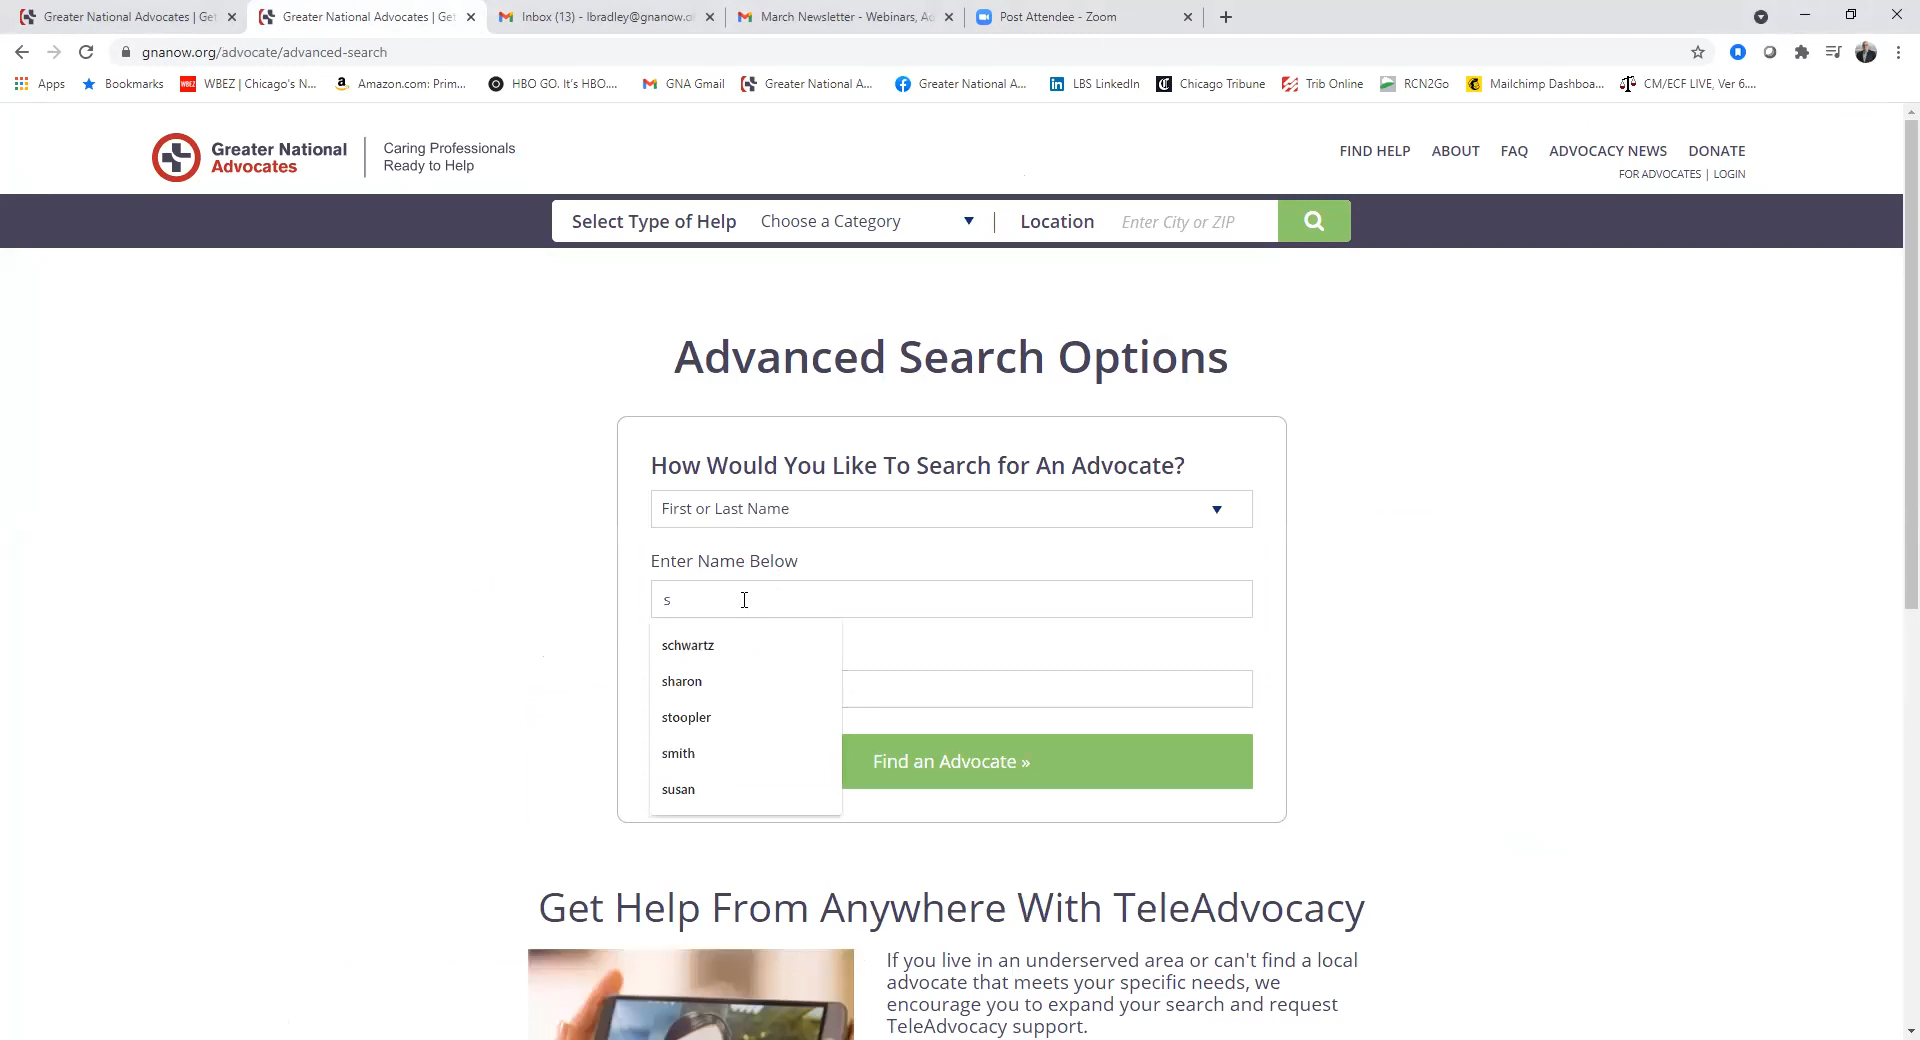 Greater National Advocates | Get
Greater National Advocates | Get
Inbox (13) - lbradley@gnanow.o
March Newsletter - Webinars, Ad
Post Attendee - Zoom
gnanow.org/advocate/advanced-search
Apps
Bookmarks
WBEZ | Chicago's N...
Amazon.com: Prim...
HBO GO. It's HBO....
GNA Gmail
Greater National A...
Greater National A...
LBS LinkedIn
Chicago Tribune
Trib Online
RCN2Go
Mailchimp Dashboa...
CM/ECF LIVE, Ver 6....
Greater National
Advocates
Caring Professionals
Ready to Help
FIND HELP ABOUT FAQ ADVOCACY NEWS DONATE
FOR ADVOCATES | LOGIN
Select Type of Help Choose a Category Location Enter City or ZIP
Advanced Search Options
How Would You Like To Search for An Advocate?
First or Last Name
Enter Name Below
s
schwartz
sharon
stoopler
smith
susan
Find an Advocate »
Get Help From Anywhere With TeleAdvocacy
If you live in an underserved area or can't find a local
advocate that meets your specific needs, we
encourage you to expand your search and request
TeleAdvocacy support.